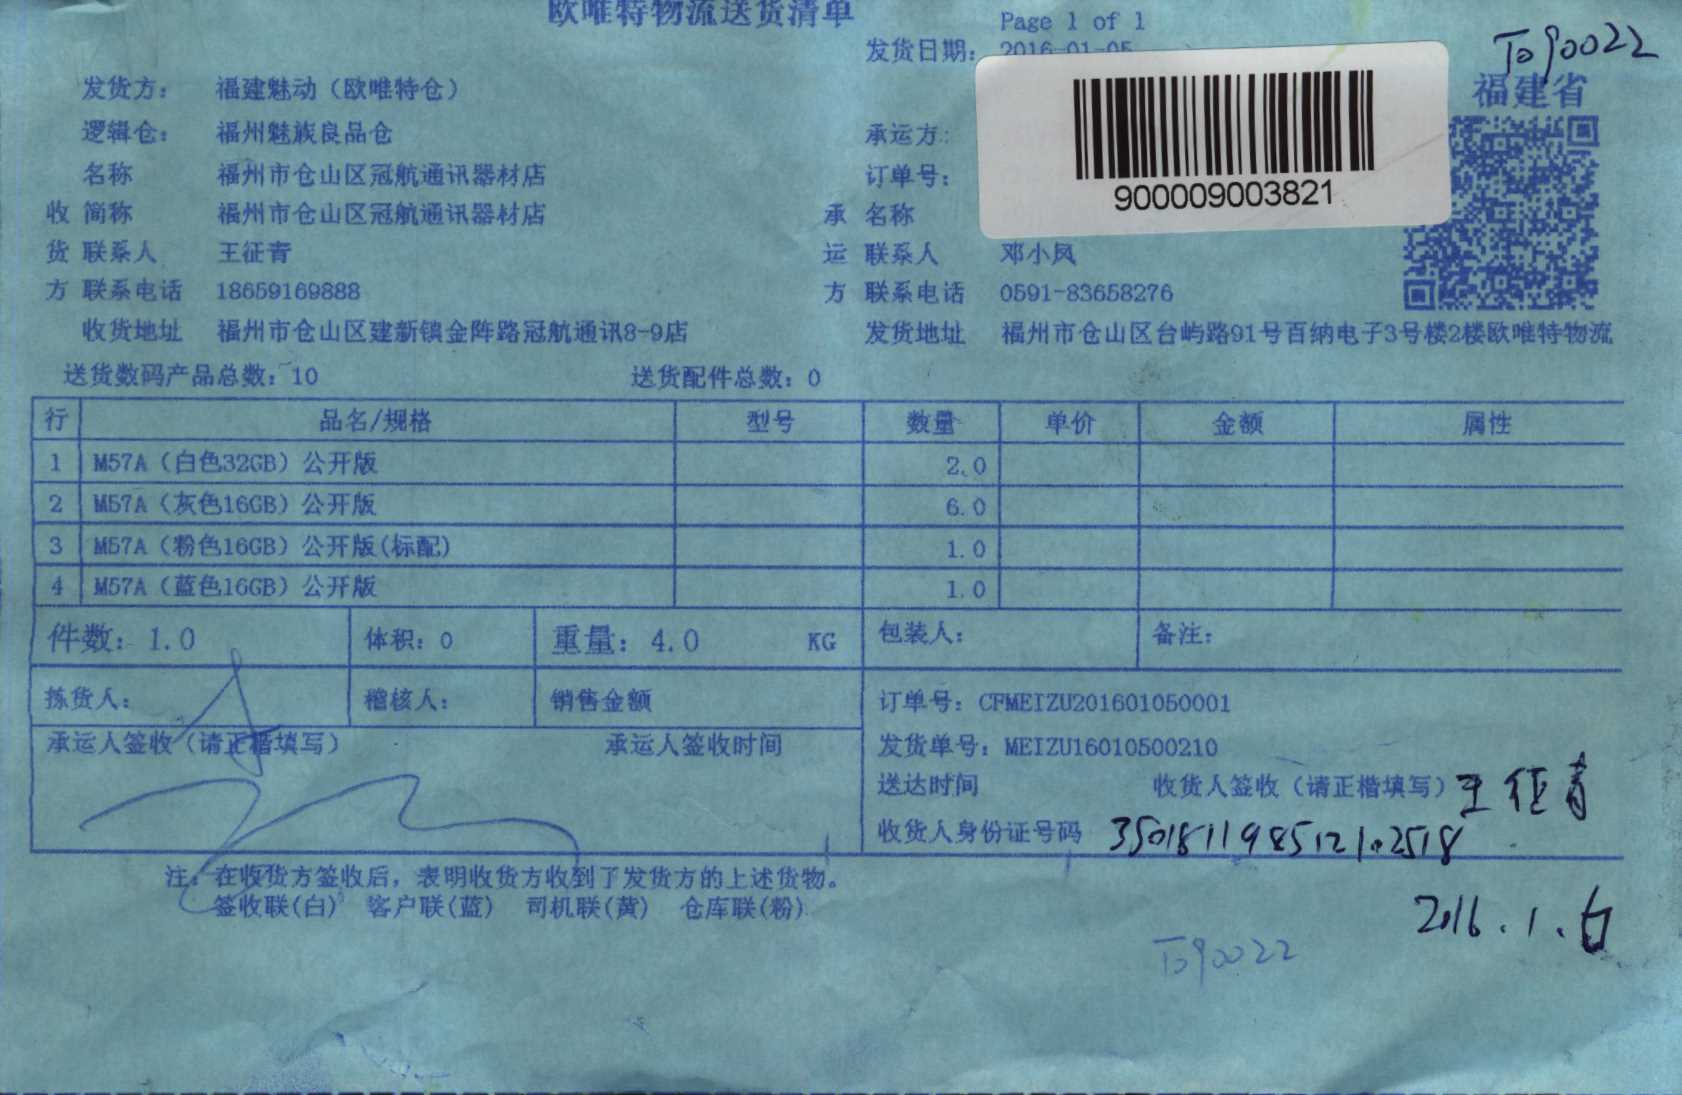 欧唯特物流送货清单
Page 1 of 1
发货日期: 2016-01-05
To90022
福建省
发货方: 福建魅动（欧唯特仓）
逻辑仓: 福州魅族良品仓 承运方:
名称 福州市仓山区冠航通讯器材店 订单号:
900009003821
收 简称 福州市仓山区冠航通讯器材店 承 名称
货 联系人 王征青 运 联系人 邓小凤
方 联系电话 18659169888 方 联系电话 0591-83658276
收货地址 福州市仓山区建新镇金阵路冠航通讯8-9店 发货地址 福州市仓山区台屿路91号百纳电子3号楼2楼欧唯特物流
送货数码产品总数: 10 送货配件总数: 0
行 品名/规格 型号 数量 单价 金额 属性
1 M57A（白色32GB）公开版 2.0
2 M57A（灰色16GB）公开版 6.0
3 M57A（粉色16GB）公开版(标配) 1.0
4 M57A（蓝色16GB）公开版 1.0
件数: 1.0 体积: 0 重量: 4.0 KG 包装人: 备注:
拣货人: 稽核人: 销售金额 订单号: CFMEIZU201601050001
承运人签收（请正楷填写） 承运人签收时间 发货单号: MEIZU16010500210
送达时间 收货人签收（请正楷填写）王征青
收货人身份证号码 350181198512102518
注: 在收货方签收后，表明收货方收到了发货方的上述货物。
签收联(白) 客户联(蓝) 司机联(黄) 仓库联(粉)
2016.1.6
To90022